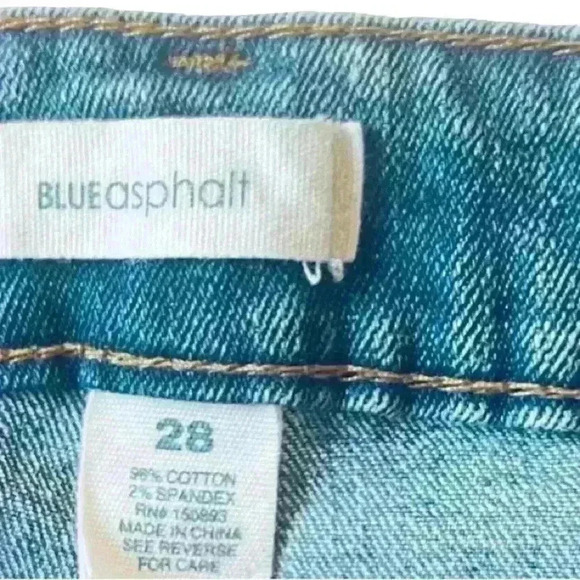 BLUEasphalt
28
98% COTTON
2% SPANDEX
RN# 150893
MADE IN CHINA
SEE REVERSE
FOR CARE